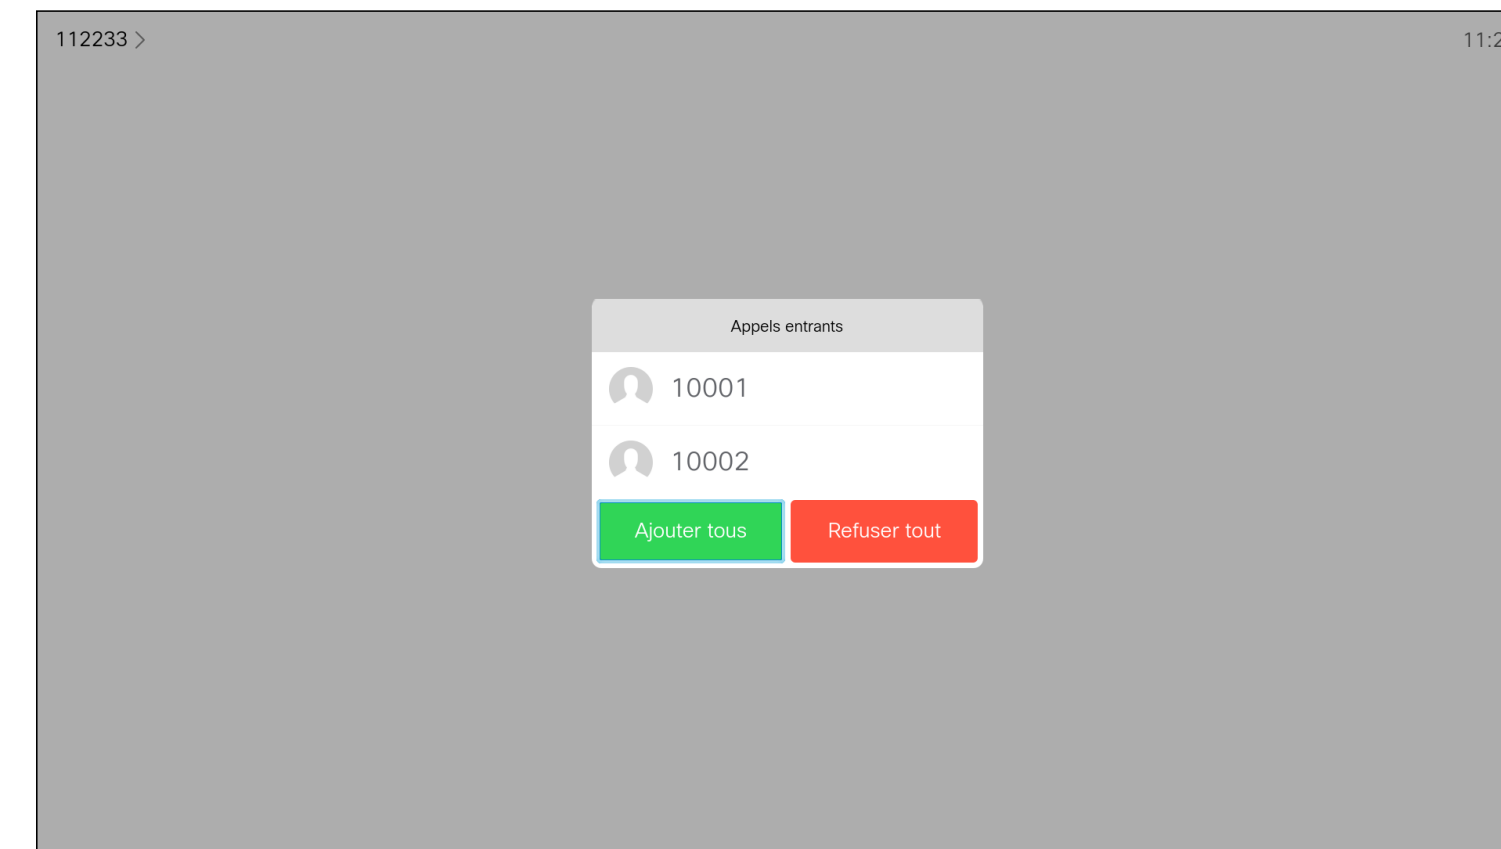 112233
Appels entrants
10001
10002
Ajouter tous
Refuser tout